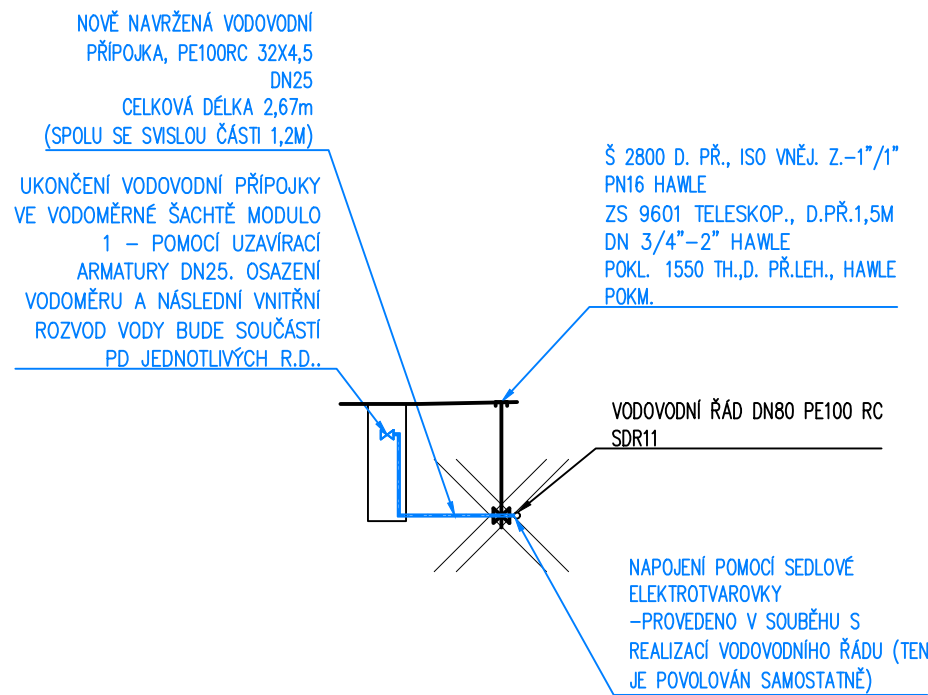 NOVĚ NAVRŽENÁ VODOVODNÍ
PŘÍPOJKA, PE100RC 32X4,5
DN25
CELKOVÁ DÉLKA 2,67m
(SPOLU SE SVISLOU ČÁSTI 1,2M)
UKONČENÍ VODOVODNÍ PŘÍPOJKY
VE VODOMĚRNÉ ŠACHTĚ MODULO
1 – POMOCÍ UZAVÍRACÍ
ARMATURY DN25. OSAZENÍ
VODOMĚRU A NÁSLEDNÍ VNITŘNÍ
ROZVOD VODY BUDE SOUČÁSTÍ
PD JEDNOTLIVÝCH R.D..
Š 2800 D. PŘ., ISO VNĚJ. Z.–1"/1"
PN16 HAWLE
ZS 9601 TELESKOP., D.PŘ.1,5M
DN 3/4"–2" HAWLE
POKL. 1550 TH.,D. PŘ.LEH., HAWLE
POKM.
VODOVODNÍ ŘÁD DN80 PE100 RC
SDR11
NAPOJENÍ POMOCÍ SEDLOVÉ
ELEKTROTVAROVKY
–PROVEDENO V SOUBĚHU S
REALIZACÍ VODOVODNÍHO ŘÁDU (TEN
JE POVOLOVÁN SAMOSTATNĚ)